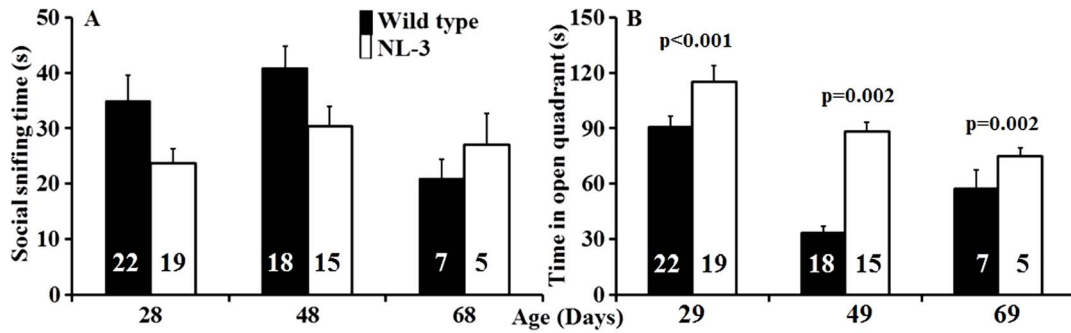 A
Wild type
NL-3
Social snifing time (s)
50
40
30
20
10
0
22 19 18 15 7 5
28 48 68
Age (Days)
B
Time in open quadrant (s)
150
120
90
60
30
0
p<0.001
p=0.002
p=0.002
22 19 18 15 7 5
29 49 69